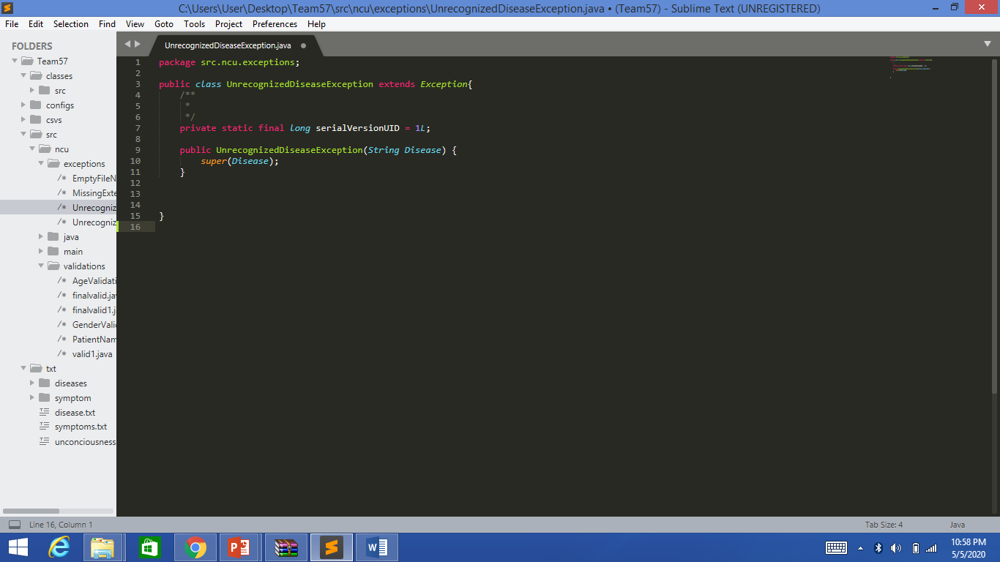 C:\Users\User\Desktop\Team57\src\ncu\exceptions\UnrecognizedDiseaseException.java • (Team57) - Sublime Text (UNREGISTERED)
File Edit Selection Find View Goto Tools Project Preferences Help
FOLDERS
Team57
classes
src
configs
csvs
src
ncu
exceptions
/* EmptyFileN
/* MissingExte
/* Unrecogniz
/* Unrecogniz
java
main
validations
/* AgeValidati
/* finalvalid.ja
/* finalvalid1.j
/* GenderVali
/* PatientNam
/* valid1.java
txt
diseases
symptom
disease.txt
symptoms.txt
unconciousness
UnrecognizedDiseaseException.java
1 package src.ncu.exceptions;
2
3 public class UnrecognizedDiseaseException extends Exception{
4 /**
5 *
6 */
7 private static final long serialVersionUID = 1L;
8
9 public UnrecognizedDiseaseException(String Disease) {
10 super(Disease);
11 }
12
13
14
15 }
16
Line 16, Column 1
Tab Size: 4
Java
10:58 PM
5/5/2020